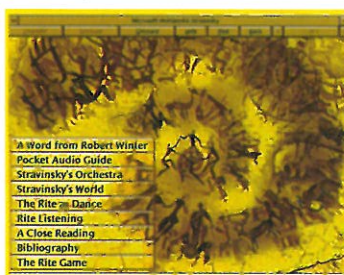 A Word from Robert Winter
Pocket Audio Guide
Stravinsky's Orchestra
Stravinsky's World
The Rite as Dance
Rite Listening
A Close Reading
Bibliography
The Rite Game